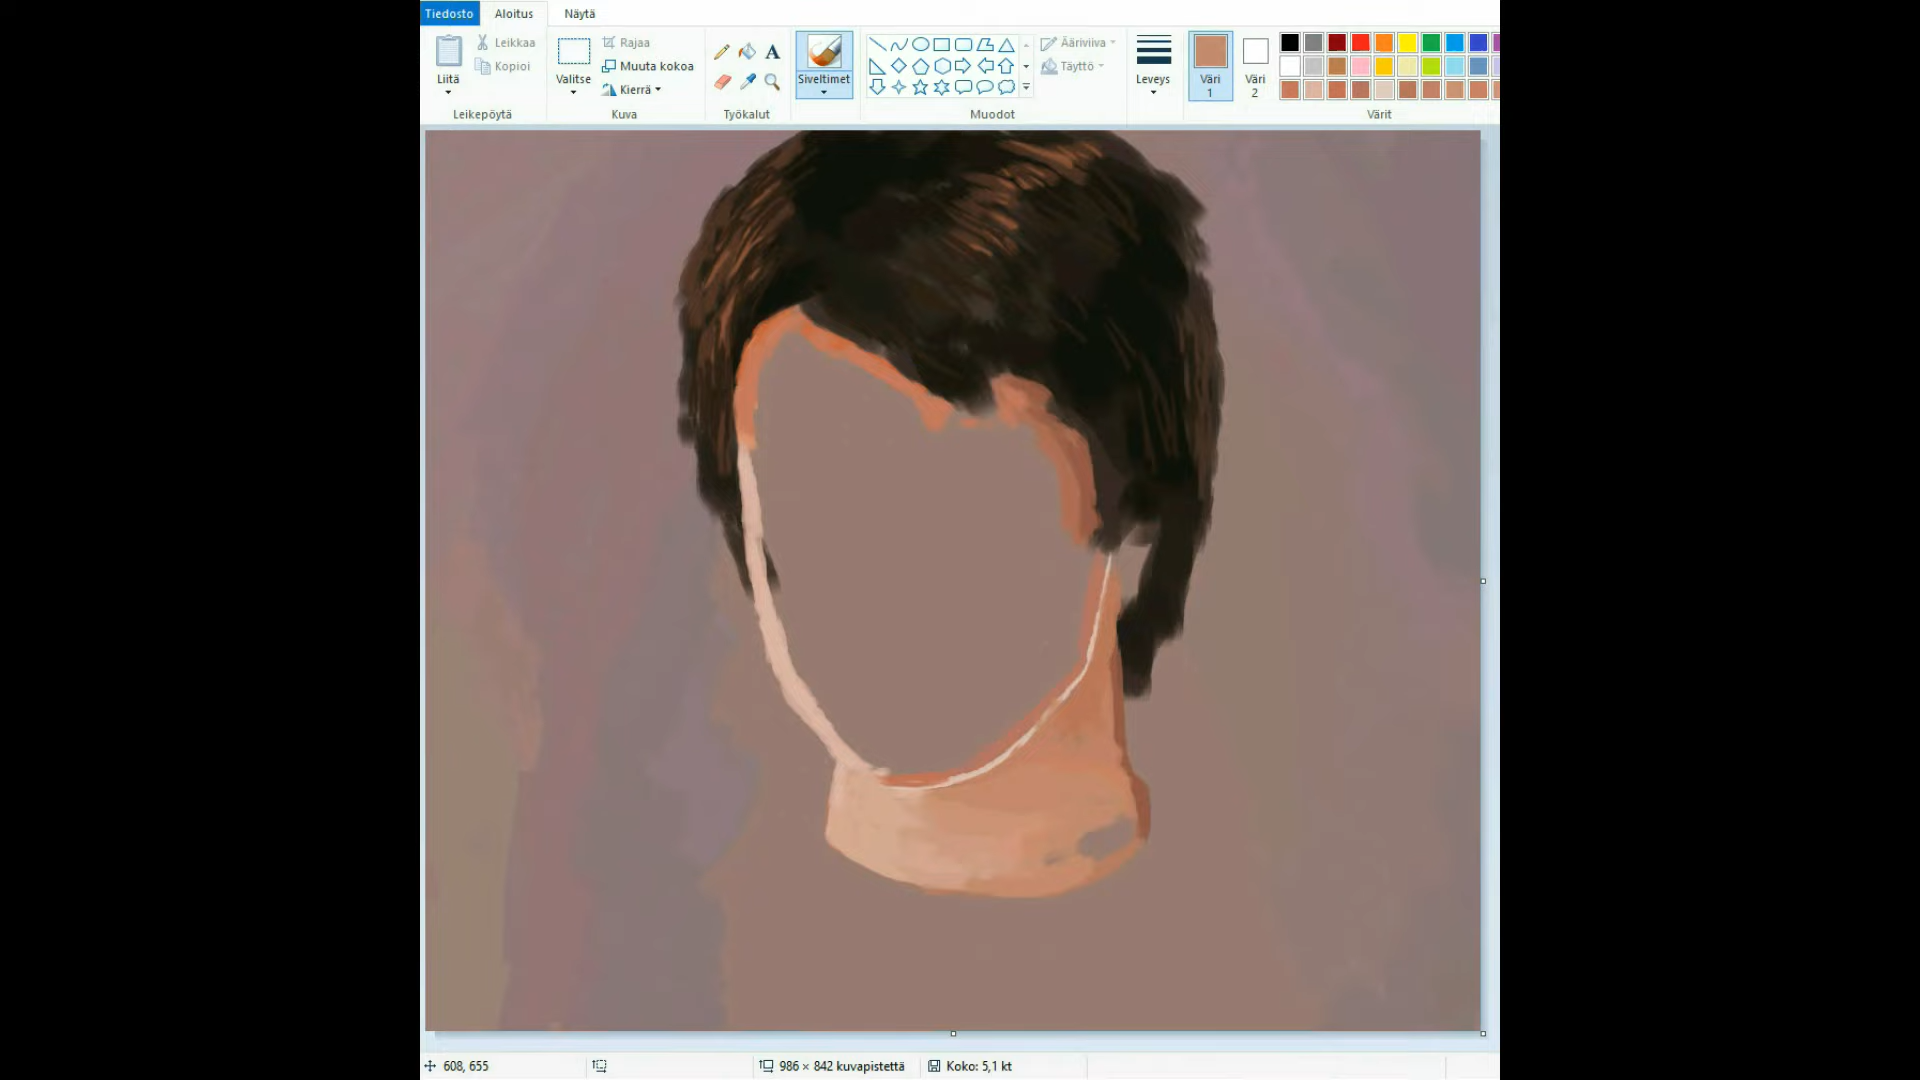 Tiedosto Aloitus Näytä
Leikkaa Rajaa Ääriviiva
Kopioi Muuta kokoa A Täyttö
Liitä Valitse Kierrä Siveltimet Leveys Väri 1 Väri 2
Leikepöytä Kuva Työkalut Muodot Värit
608, 655 986 × 842 kuvapistettä Koko: 5,1 kt